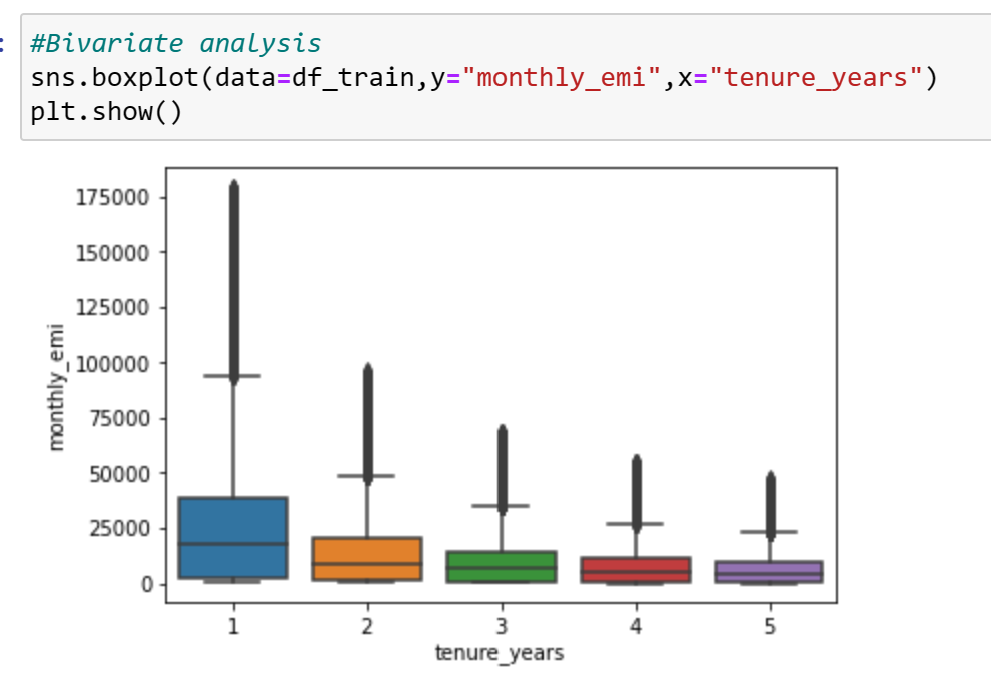 :
#Bivariate analysis
sns.boxplot(data=df_train,y="monthly_emi",x="tenure_years")
plt.show()
175000
150000
125000
100000
75000
50000
25000
0
monthly_emi
1 2 3 4 5
tenure_years